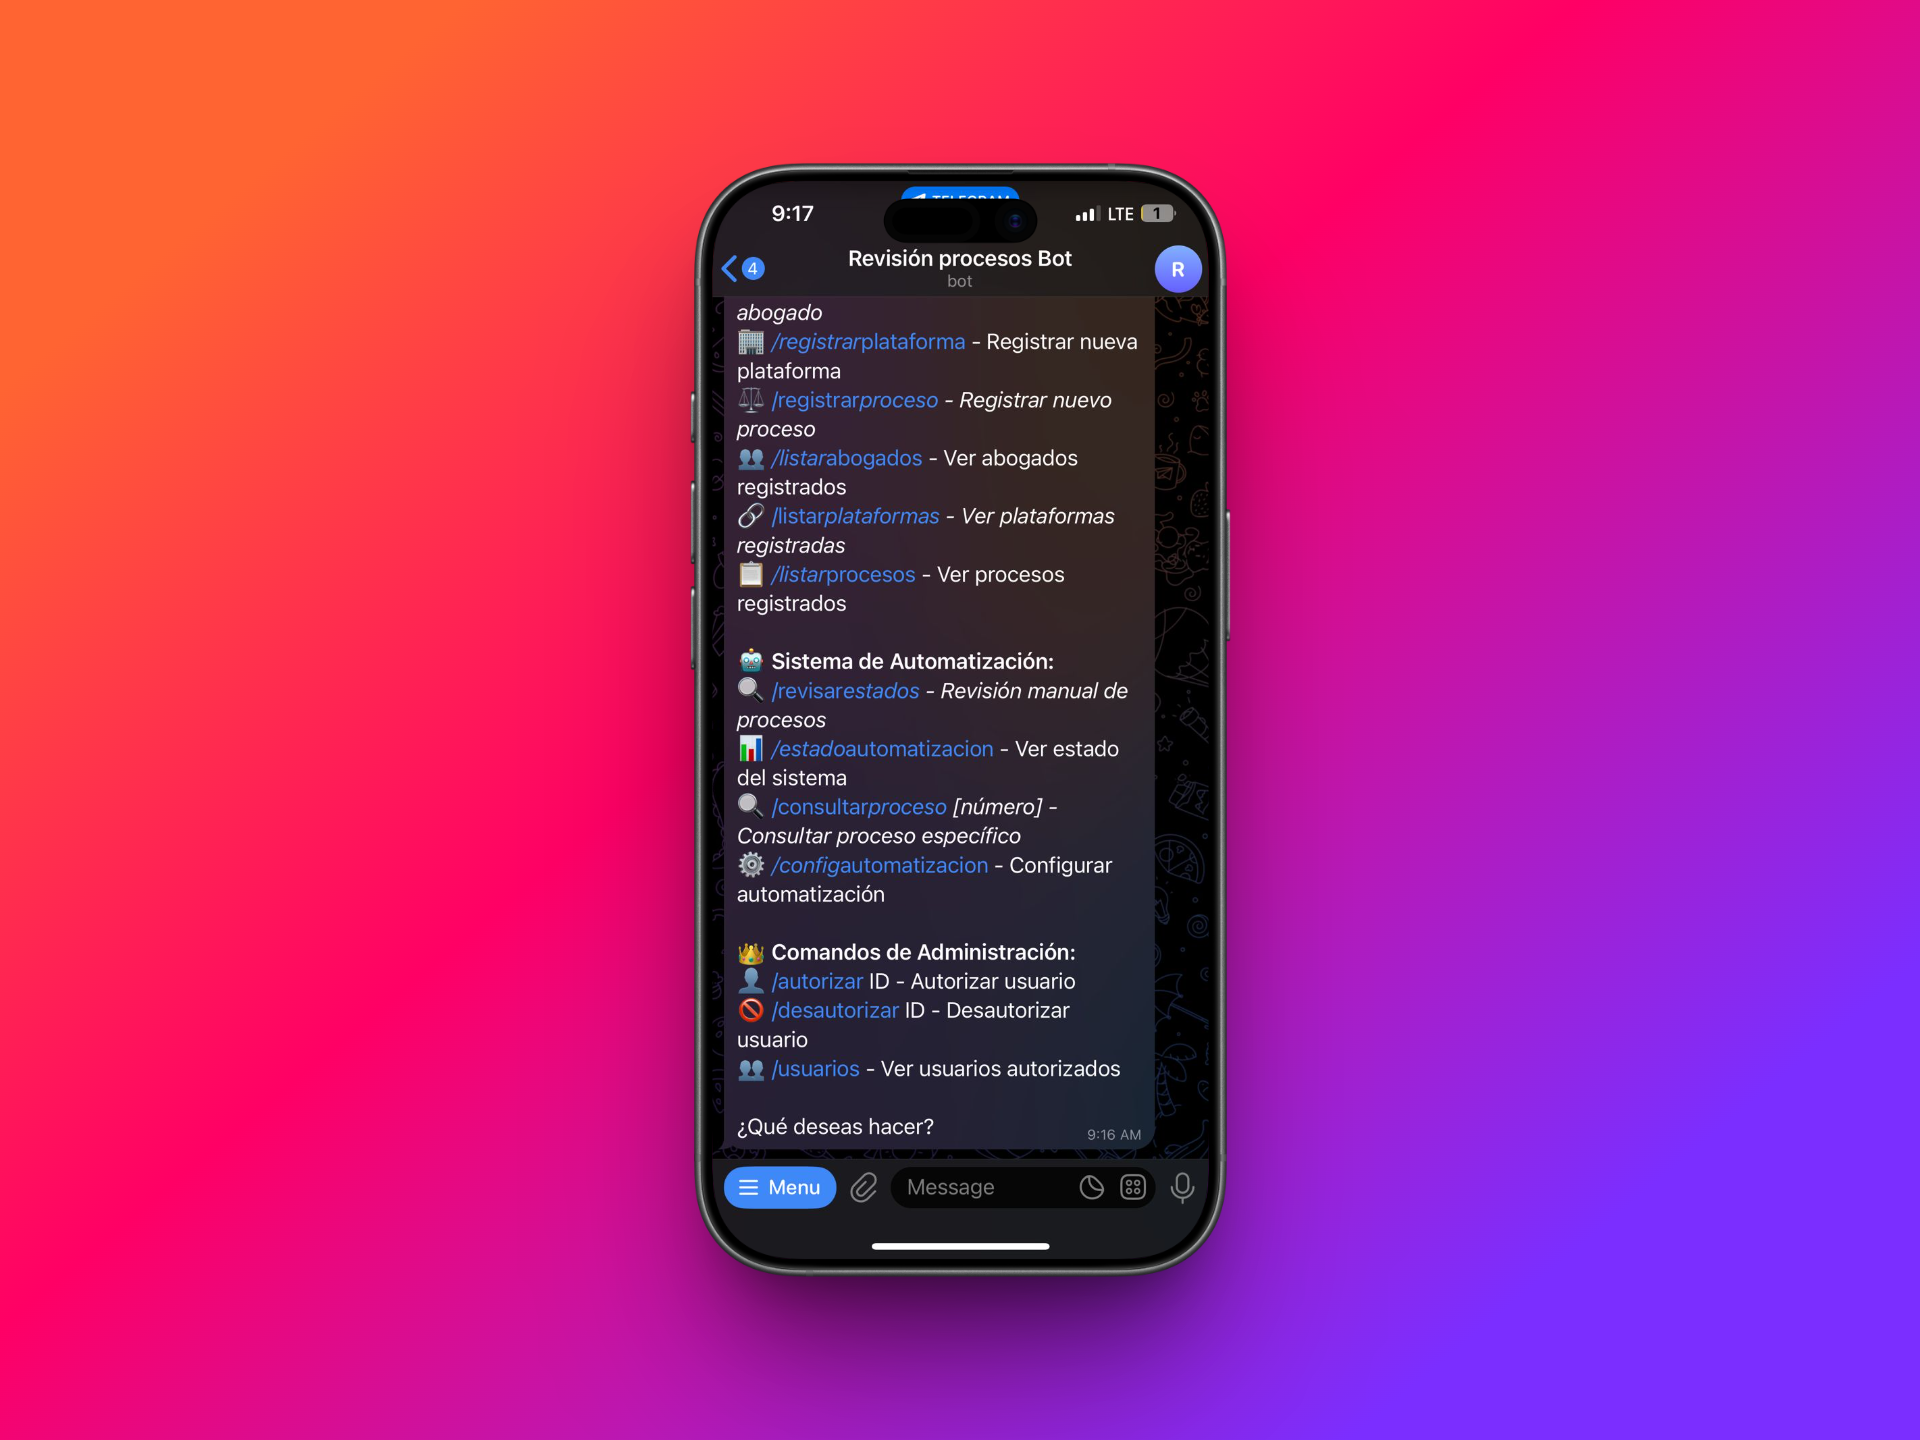 TELEGRAM
9:17
LTE
1
4
Revisión procesos Bot
bot
R
abogado
/registrarplataforma - Registrar nueva
plataforma
/registrarproceso - Registrar nuevo
proceso
/listarabogados - Ver abogados
registrados
/listarplataformas - Ver plataformas
registradas
/listarprocesos - Ver procesos
registrados
Sistema de Automatización:
/revisarestados - Revisión manual de
procesos
/estadoautomatizacion - Ver estado
del sistema
/consultarproceso [número] -
Consultar proceso específico
/configautomatizacion - Configurar
automatización
Comandos de Administración:
/autorizar ID - Autorizar usuario
/desautorizar ID - Desautorizar
usuario
/usuarios - Ver usuarios autorizados
¿Qué deseas hacer?
9:16 AM
Menu
Message